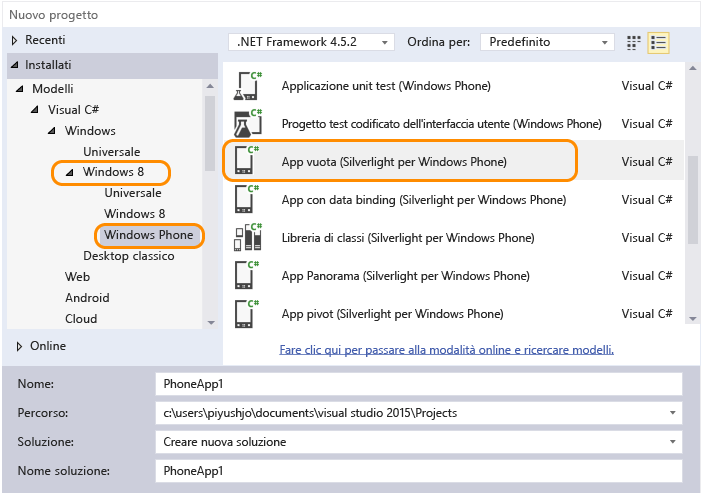 Nuovo progetto
Recenti
.NET Framework 4.5.2
Ordina per:
Predefinito
Installati
Modelli
Visual C#
Windows
Universale
Windows 8
Universale
Windows 8
Windows Phone
Desktop classico
Web
Android
Cloud
Online
C# Applicazione unit test (Windows Phone) Visual C#
C# Progetto test codificato dell'interfaccia utente (Windows Phone) Visual C#
C# App vuota (Silverlight per Windows Phone) Visual C#
C# App con data binding (Silverlight per Windows Phone) Visual C#
C# Libreria di classi (Silverlight per Windows Phone) Visual C#
C# App Panorama (Silverlight per Windows Phone) Visual C#
C# App pivot (Silverlight per Windows Phone) Visual C#
Fare clic qui per passare alla modalità online e ricercare modelli.
Nome: PhoneApp1
Percorso: c:\users\piyushjo\documents\visual studio 2015\Projects
Soluzione: Creare nuova soluzione
Nome soluzione: PhoneApp1